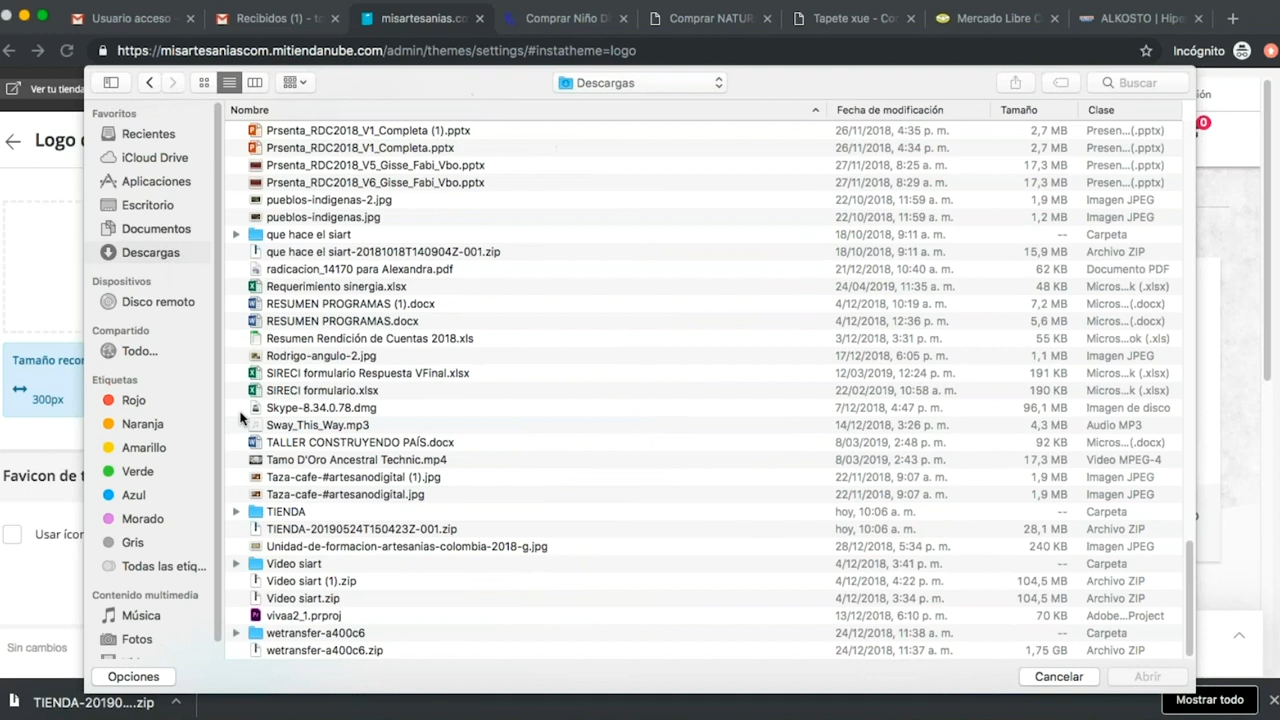 Usuario acceso - 
Recibidos (1) - t
misartesanias.co
Comprar Niño D
Comprar NATUR
Tapete xue - Co
Mercado Libre C
ALKOSTO | Hipe
https://misartesaniascom.mitiendanube.com/admin/themes/settings/#instatheme=logo
Incógnito
Ver tu tienda
Descargas
Buscar
Logo
Favoritos
Recientes
iCloud Drive
Aplicaciones
Escritorio
Documentos
Descargas
Dispositivos
Disco remoto
Compartido
Todo...
Etiquetas
Rojo
Naranja
Amarillo
Verde
Azul
Morado
Gris
Todas las etiq...
Contenido multimedia
Música
Fotos
Nombre Fecha de modificación Tamaño Clase
Prsenta_RDC2018_V1_Completa (1).pptx 26/11/2018, 4:35 p. m. 2,7 MB Presen...(.pptx)
Prsenta_RDC2018_V1_Completa.pptx 26/11/2018, 4:34 p. m. 2,7 MB Presen...(.pptx)
Prsenta_RDC2018_V5_Gisse_Fabi_Vbo.pptx 27/11/2018, 8:25 a. m. 17,3 MB Presen...(.pptx)
Prsenta_RDC2018_V6_Gisse_Fabi_Vbo.pptx 27/11/2018, 8:29 a. m. 17,3 MB Presen...(.pptx)
pueblos-indigenas-2.jpg 22/10/2018, 11:59 a. m. 1,9 MB Imagen JPEG
pueblos-indigenas.jpg 22/10/2018, 11:59 a. m. 1,2 MB Imagen JPEG
que hace el siart 18/10/2018, 9:11 a. m. -- Carpeta
que hace el siart-20181018T140904Z-001.zip 18/10/2018, 9:11 a. m. 15,9 MB Archivo ZIP
radicacion_14170 para Alexandra.pdf 21/12/2018, 10:40 a. m. 62 KB Documento PDF
Requerimiento sinergia.xlsx 24/04/2019, 11:35 a. m. 48 KB Micros...k (.xlsx)
RESUMEN PROGRAMAS (1).docx 4/12/2018, 10:19 a. m. 7,2 MB Micros...(.docx)
RESUMEN PROGRAMAS.docx 4/12/2018, 12:36 p. m. 5,6 MB Micros...(.docx)
Resumen Rendición de Cuentas 2018.xls 3/12/2018, 3:31 p. m. 55 KB Micros...ok (.xls)
Rodrigo-angulo-2.jpg 17/12/2018, 6:05 p. m. 1,1 MB Imagen JPEG
SIRECI formulario Respuesta VFinal.xlsx 12/03/2019, 12:24 p. m. 191 KB Micros...k (.xlsx)
SIRECI formulario.xlsx 22/02/2019, 10:58 a. m. 190 KB Micros...k (.xlsx)
Skype-8.34.0.78.dmg 7/12/2018, 4:47 p. m. 96,1 MB Imagen de disco
Sway_This_Way.mp3 14/12/2018, 3:26 p. m. 4,3 MB Audio MP3
TALLER CONSTRUYENDO PAÍS.docx 8/03/2019, 2:48 p. m. 92 KB Micros...(.docx)
Tamo D'Oro Ancestral Technic.mp4 8/03/2019, 2:43 p. m. 17,3 MB Video MPEG-4
Taza-cafe-#artesanodigital (1).jpg 22/11/2018, 9:07 a. m. 1,9 MB Imagen JPEG
Taza-cafe-#artesanodigital.jpg 22/11/2018, 9:07 a. m. 1,9 MB Imagen JPEG
TIENDA hoy, 10:06 a. m. -- Carpeta
TIENDA-20190524T150423Z-001.zip hoy, 10:06 a. m. 28,1 MB Archivo ZIP
Unidad-de-formacion-artesanias-colombia-2018-g.jpg 28/12/2018, 5:34 p. m. 240 KB Imagen JPEG
Video siart 4/12/2018, 3:41 p. m. -- Carpeta
Video siart (1).zip 4/12/2018, 4:22 p. m. 104,5 MB Archivo ZIP
Video siart.zip 4/12/2018, 3:34 p. m. 104,5 MB Archivo ZIP
vivaa2_1.prproj 13/12/2018, 6:10 p. m. 70 KB Adobe...Project
wetransfer-a400c6 24/12/2018, 11:38 a. m. -- Carpeta
wetransfer-a400c6.zip 24/12/2018, 11:37 a. m. 1,75 GB Archivo ZIP
Tamaño recor
300px
Favicon de t
Usar ícor
Sin cambios
Opciones
Cancelar
Abrir
TIENDA-20190....zip
Mostrar todo